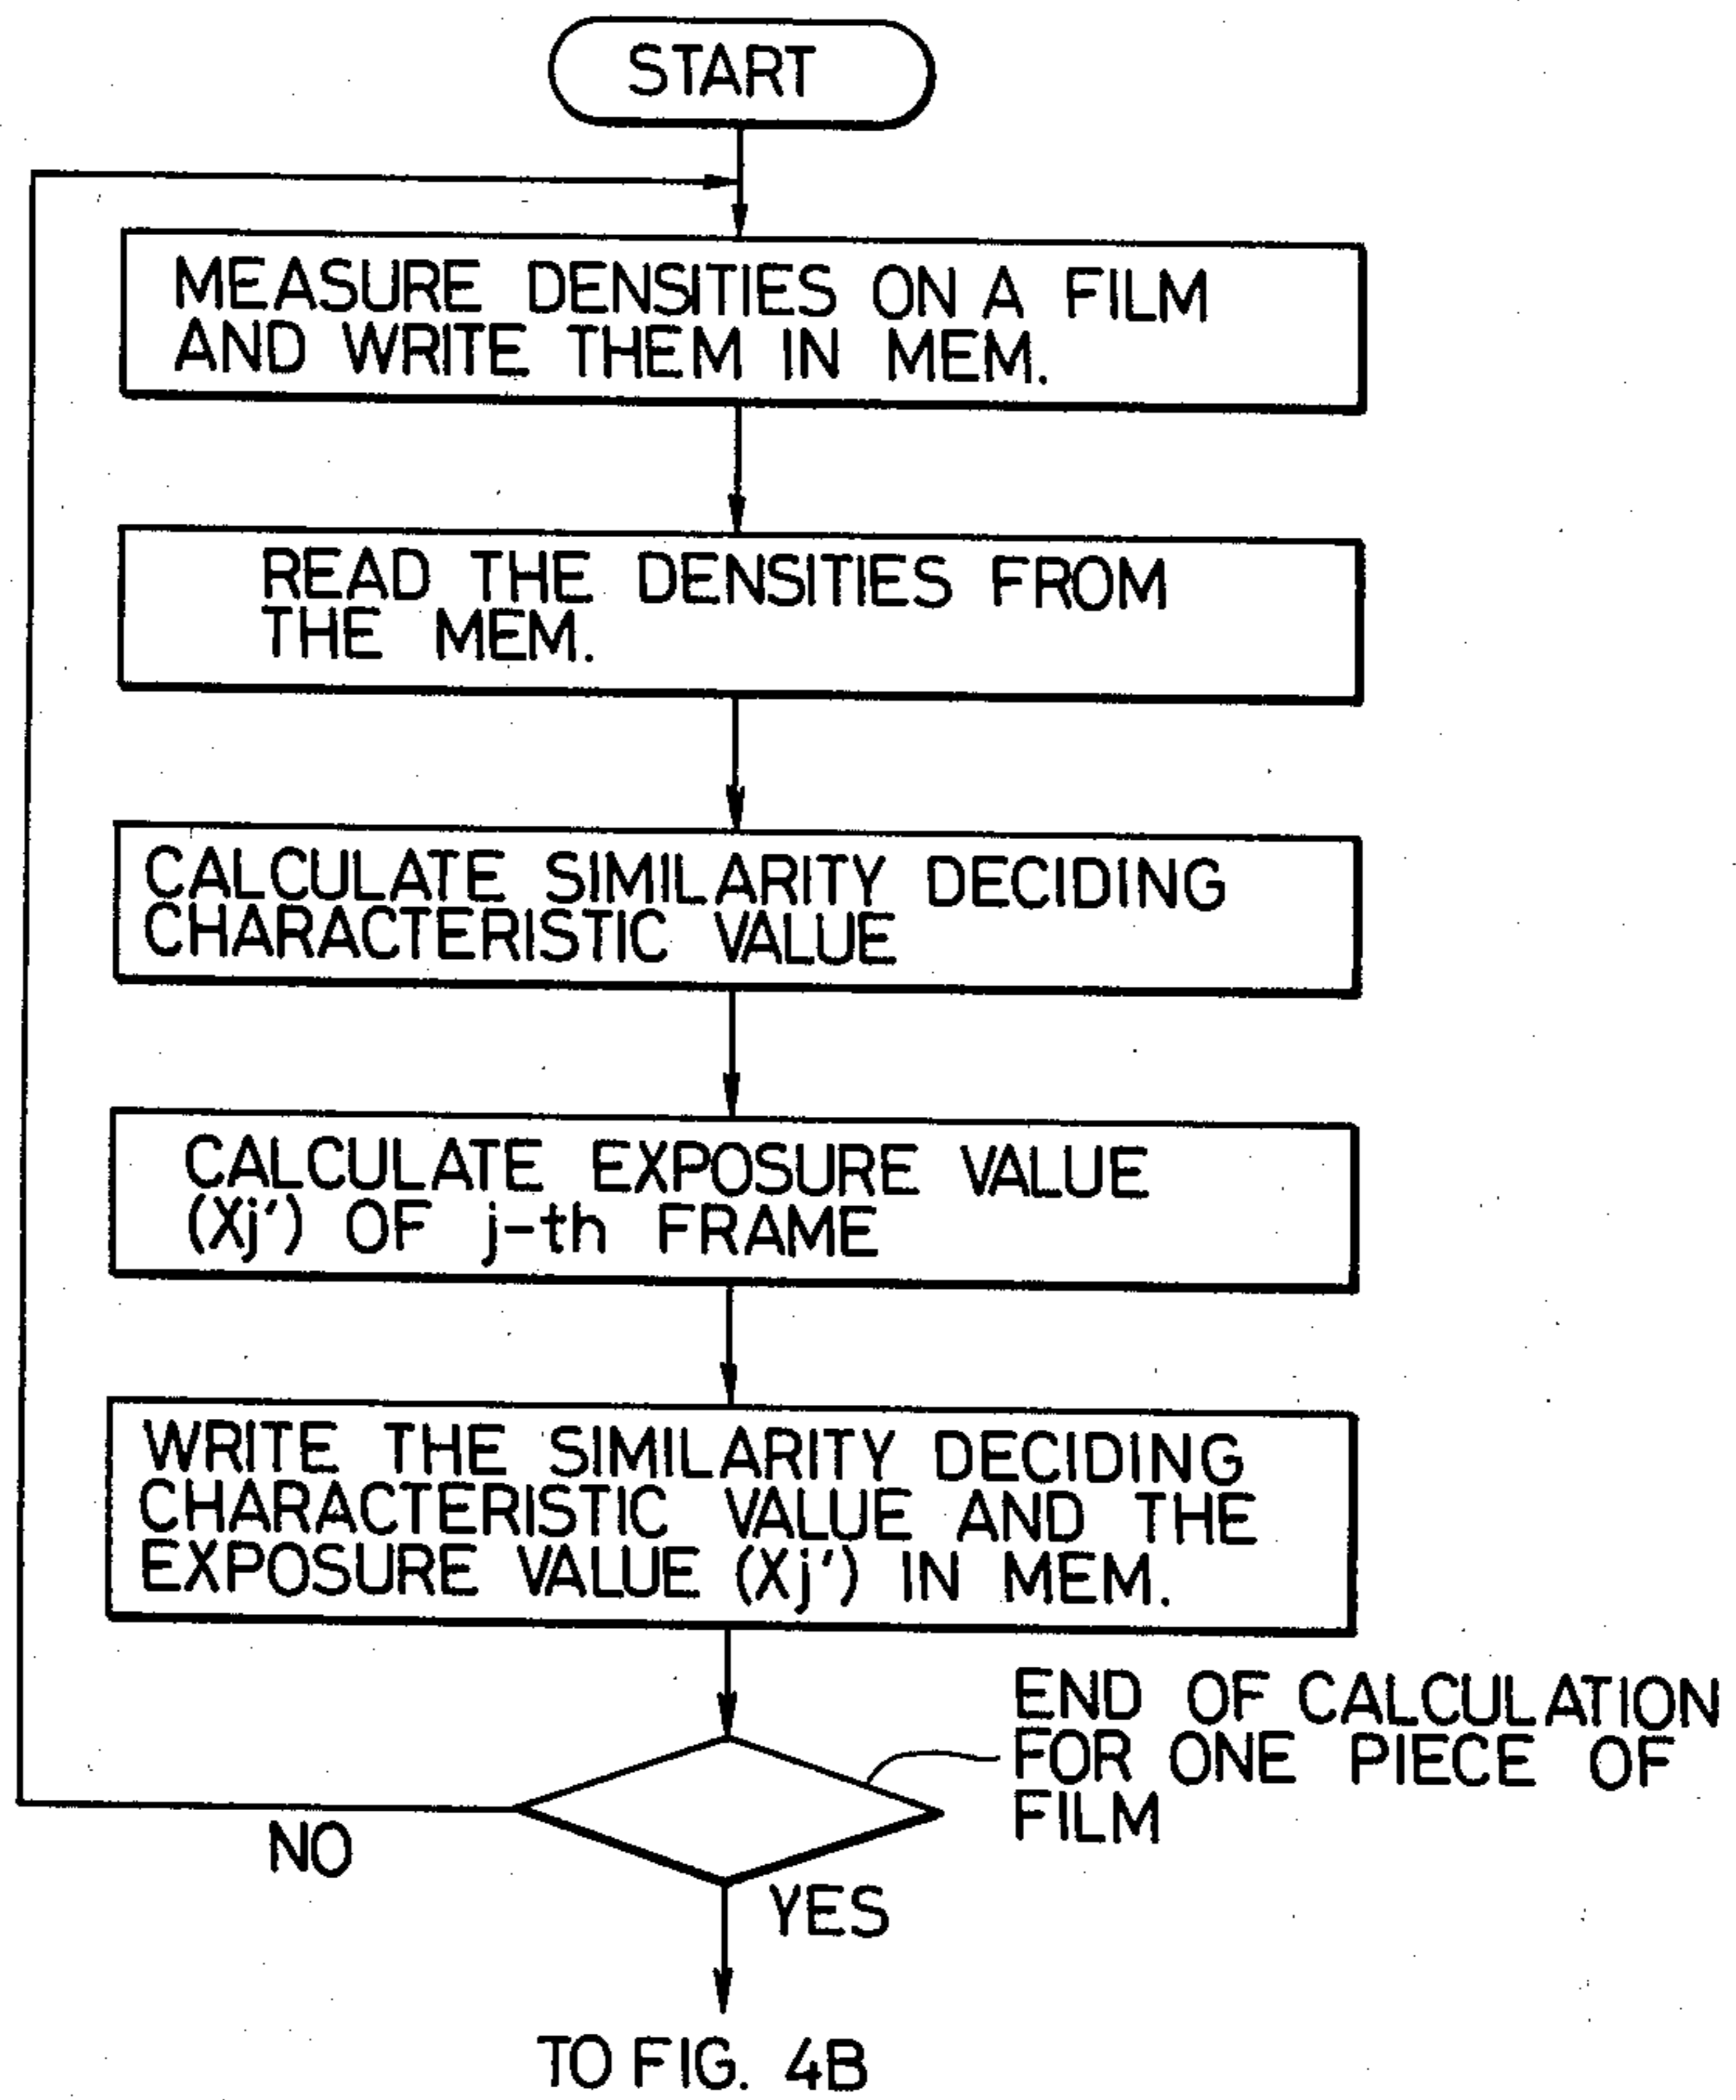 START
MEASURE DENSITIES ON A FILM
AND WRITE THEM IN MEM.
READ THE DENSITIES FROM
THE MEM.
CALCULATE SIMILARITY DECIDING
CHARACTERISTIC VALUE
CALCULATE EXPOSURE VALUE
(Xj') OF j-th FRAME
WRITE THE SIMILARITY DECIDING
CHARACTERISTIC VALUE AND THE
EXPOSURE VALUE (Xj') IN MEM.
END OF CALCULATION
FOR ONE PIECE OF
FILM
NO
YES
TO FIG. 4B